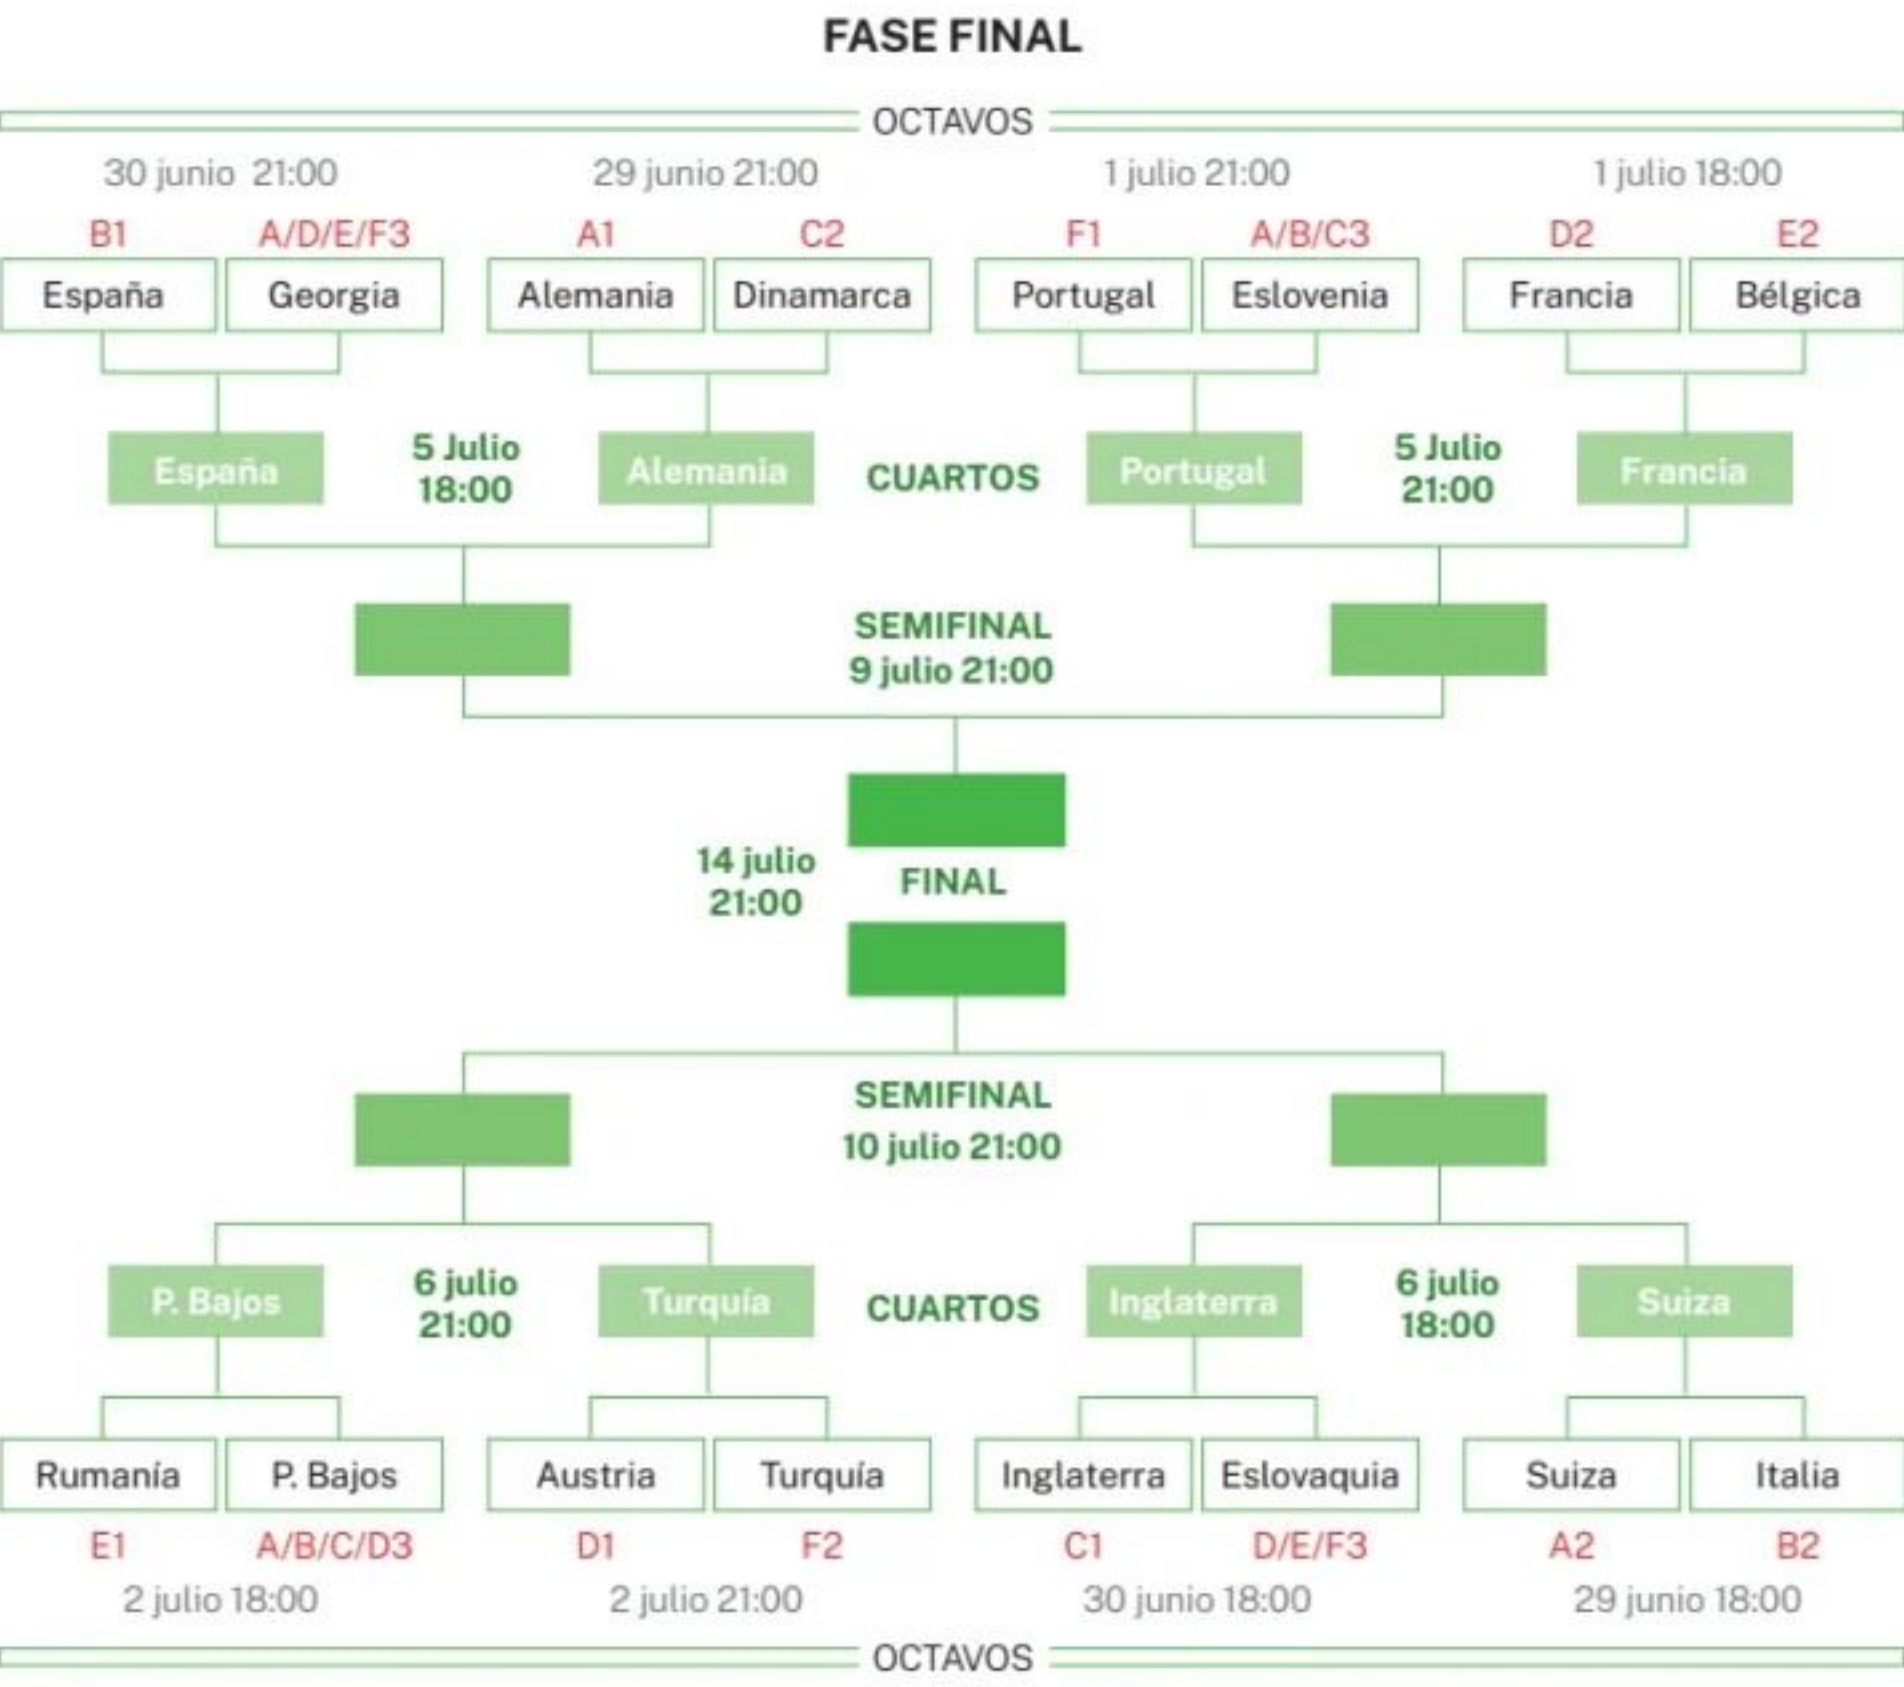 FASE FINAL
OCTAVOS
30 junio 21:00
29 junio 21:00
1 julio 21:00
1 julio 18:00
B1
A/D/E/F3
A1
C2
F1
A/B/C3
D2
E2
España
Georgia
Alemania
Dinamarca
Portugal
Eslovenia
Francia
Bélgica
España
5 Julio
18:00
Alemania
CUARTOS
Portugal
5 Julio
21:00
Francia
SEMIFINAL
9 julio 21:00
14 julio
21:00
FINAL
SEMIFINAL
10 julio 21:00
P. Bajos
6 julio
21:00
Turquía
CUARTOS
Inglaterra
6 julio
18:00
Suiza
Rumanía
P. Bajos
Austria
Turquía
Inglaterra
Eslovaquia
Suiza
Italia
E1
A/B/C/D3
D1
F2
C1
D/E/F3
A2
B2
2 julio 18:00
2 julio 21:00
30 junio 18:00
29 junio 18:00
OCTAVOS